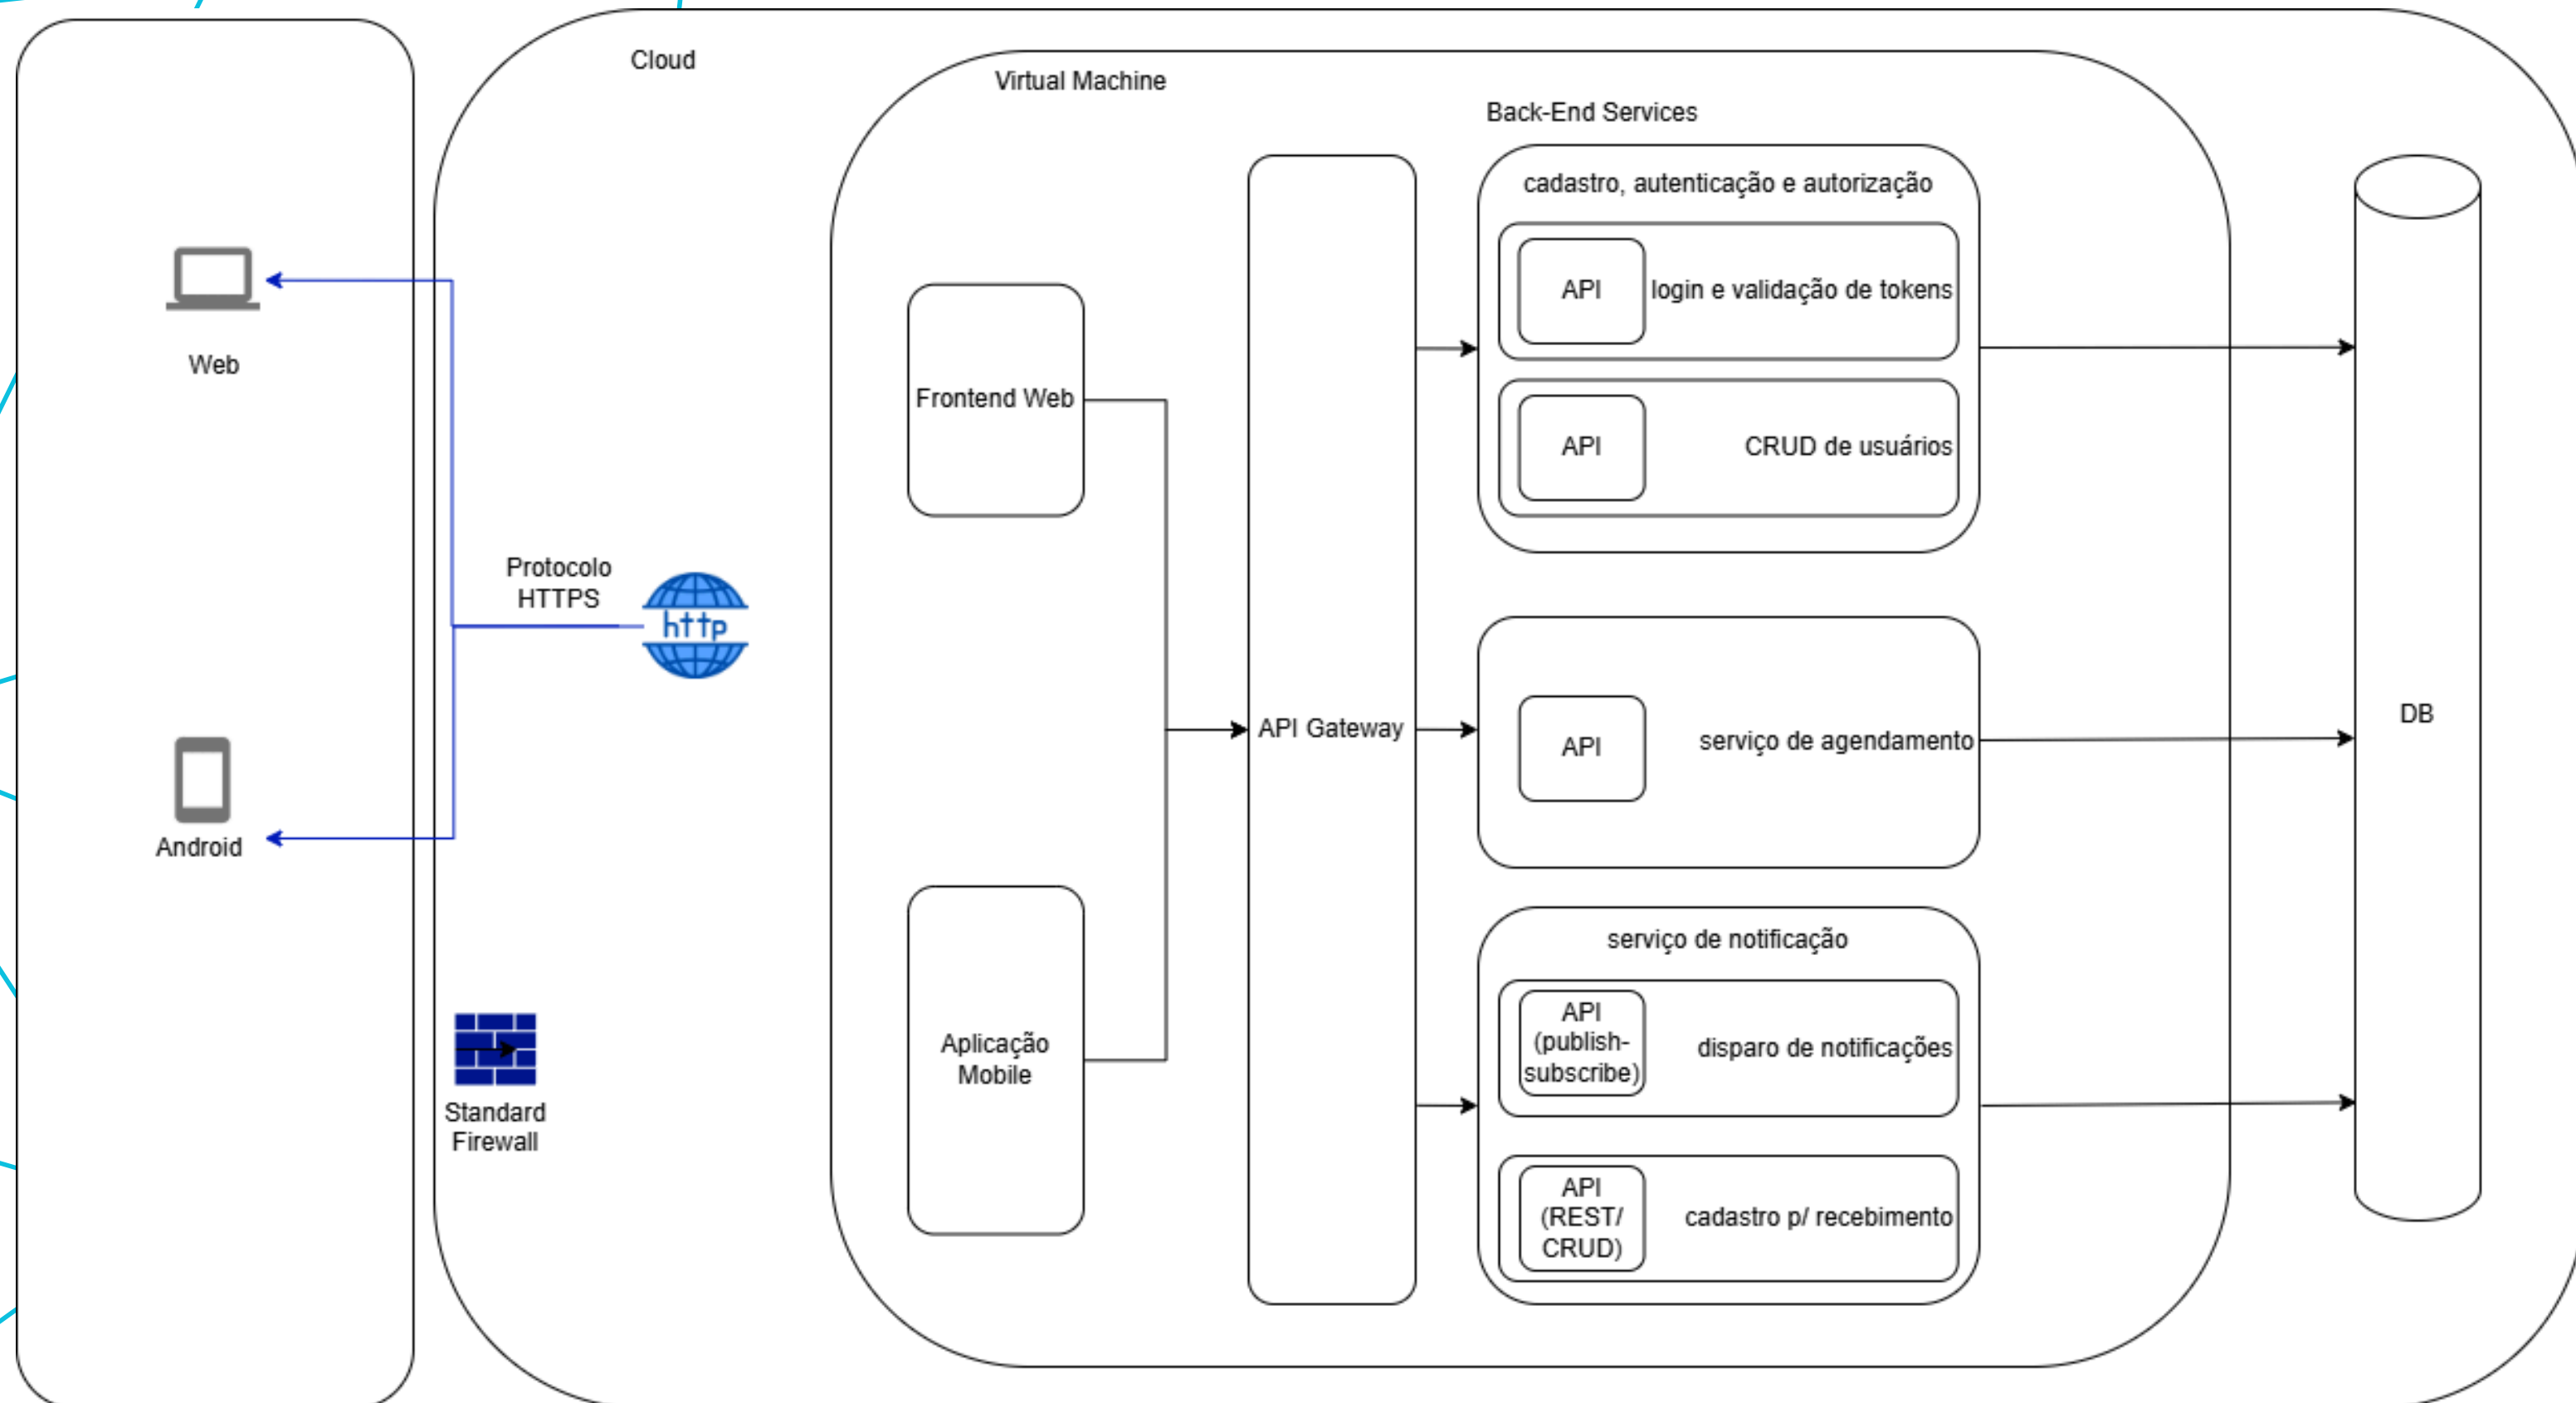 Cloud
Virtual Machine
Back-End Services
cadastro, autenticação e autorização
API
login e validação de tokens
API
CRUD de usuários
Web
Frontend Web
Protocolo
HTTPS
http
API Gateway
API
serviço de agendamento
DB
Android
serviço de notificação
Aplicação
Mobile
API
(publish-
subscribe)
disparo de notificações
Standard
Firewall
API
(REST/
CRUD)
cadastro p/ recebimento